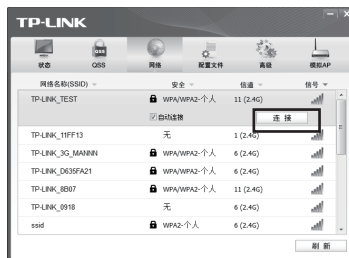 TP-LINK
状态 QSS 网络 配置文件 高级 模拟AP
网络名称(SSID) 安全 信道 信号
TP-LINK_TEST WPA/WPA2-个人 11 (2.4G)
自动连接 连 接
TP-LINK_11FF13 无 1 (2.4G)
TP-LINK_3G_MANNN WPA/WPA2-个人 6 (2.4G)
TP-LINK_D635FA21 WPA/WPA2-个人 6 (2.4G)
TP-LINK_8B07 WPA/WPA2-个人 11 (2.4G)
TP-LINK_0918 无 6 (2.4G)
ssid WPA2-个人 6 (2.4G)
刷 新